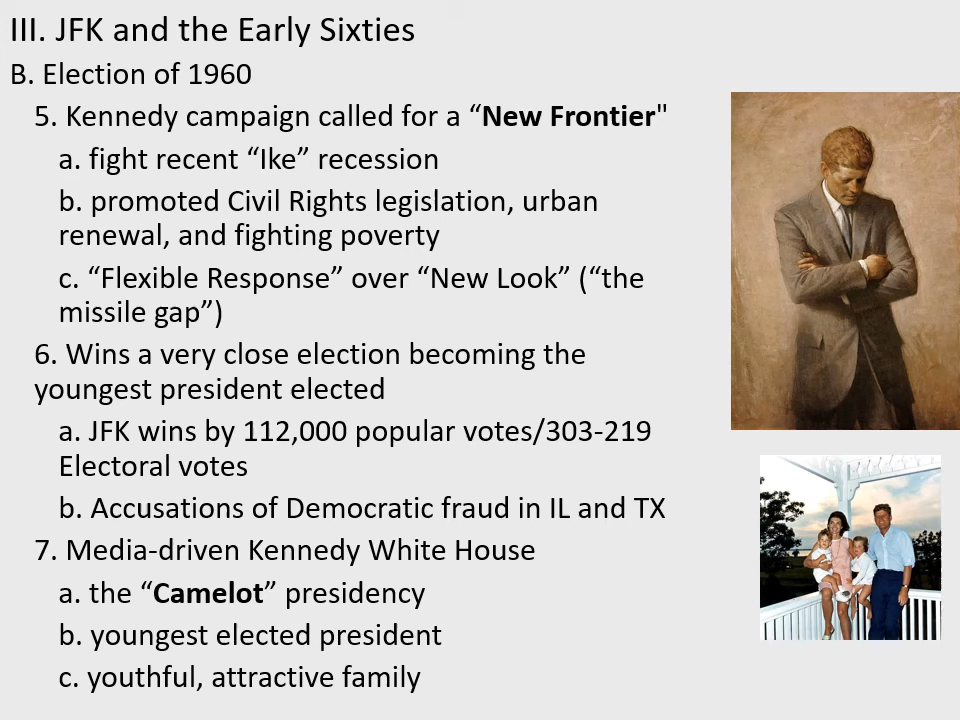 III. JFK and the Early Sixties
B. Election of 1960
5. Kennedy campaign called for a “New Frontier"
a. fight recent “Ike” recession
b. promoted Civil Rights legislation, urban
renewal, and fighting poverty
c. “Flexible Response” over “New Look” (“the
missile gap”)
6. Wins a very close election becoming the
youngest president elected
a. JFK wins by 112,000 popular votes/303-219
Electoral votes
b. Accusations of Democratic fraud in IL and TX
7. Media-driven Kennedy White House
a. the “Camelot” presidency
b. youngest elected president
c. youthful, attractive family